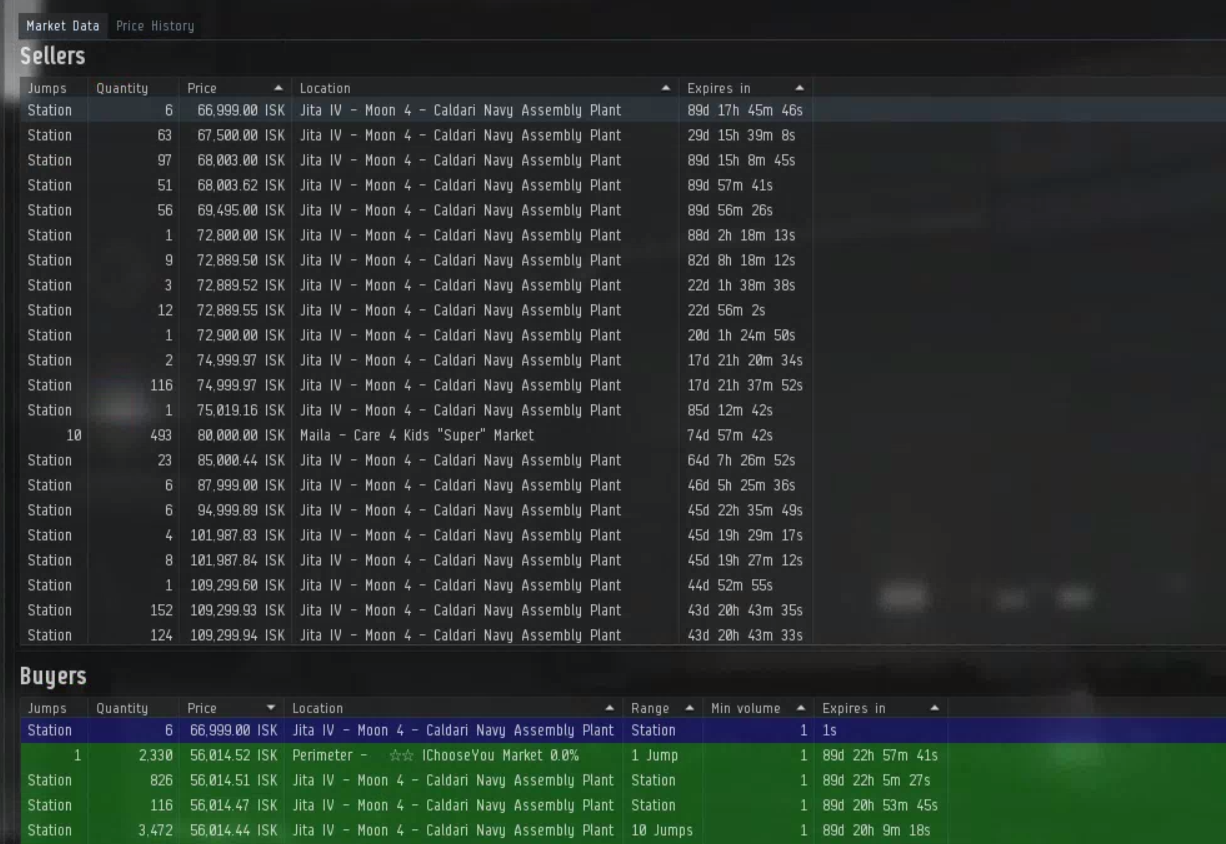 Market Data Price History
Sellers
Jumps Quantity Price Location Expires in
Station 6 66,999.00 ISK Jita IV - Moon 4 - Caldari Navy Assembly Plant 89d 17h 45m 46s
Station 63 67,500.00 ISK Jita IV - Moon 4 - Caldari Navy Assembly Plant 29d 15h 39m 8s
Station 97 68,003.00 ISK Jita IV - Moon 4 - Caldari Navy Assembly Plant 89d 15h 8m 45s
Station 51 68,003.62 ISK Jita IV - Moon 4 - Caldari Navy Assembly Plant 89d 57m 41s
Station 56 69,495.00 ISK Jita IV - Moon 4 - Caldari Navy Assembly Plant 89d 56m 26s
Station 1 72,800.00 ISK Jita IV - Moon 4 - Caldari Navy Assembly Plant 88d 2h 18m 13s
Station 9 72,889.50 ISK Jita IV - Moon 4 - Caldari Navy Assembly Plant 82d 8h 18m 12s
Station 3 72,889.52 ISK Jita IV - Moon 4 - Caldari Navy Assembly Plant 22d 1h 38m 38s
Station 12 72,889.55 ISK Jita IV - Moon 4 - Caldari Navy Assembly Plant 22d 56m 2s
Station 1 72,900.00 ISK Jita IV - Moon 4 - Caldari Navy Assembly Plant 20d 1h 24m 50s
Station 2 74,999.97 ISK Jita IV - Moon 4 - Caldari Navy Assembly Plant 17d 21h 20m 34s
Station 116 74,999.97 ISK Jita IV - Moon 4 - Caldari Navy Assembly Plant 17d 21h 37m 52s
Station 1 75,019.16 ISK Jita IV - Moon 4 - Caldari Navy Assembly Plant 85d 12m 42s
10 493 80,000.00 ISK Maila - Care 4 Kids "Super" Market 74d 57m 42s
Station 23 85,000.44 ISK Jita IV - Moon 4 - Caldari Navy Assembly Plant 64d 7h 26m 52s
Station 6 87,999.00 ISK Jita IV - Moon 4 - Caldari Navy Assembly Plant 46d 5h 25m 36s
Station 6 94,999.89 ISK Jita IV - Moon 4 - Caldari Navy Assembly Plant 45d 22h 35m 49s
Station 4 101,987.83 ISK Jita IV - Moon 4 - Caldari Navy Assembly Plant 45d 19h 29m 17s
Station 8 101,987.84 ISK Jita IV - Moon 4 - Caldari Navy Assembly Plant 45d 19h 27m 12s
Station 1 109,299.60 ISK Jita IV - Moon 4 - Caldari Navy Assembly Plant 44d 52m 55s
Station 152 109,299.93 ISK Jita IV - Moon 4 - Caldari Navy Assembly Plant 43d 20h 43m 35s
Station 124 109,299.94 ISK Jita IV - Moon 4 - Caldari Navy Assembly Plant 43d 20h 43m 33s
Buyers
Jumps Quantity Price Location Range Min volume Expires in
Station 6 66,999.00 ISK Jita IV - Moon 4 - Caldari Navy Assembly Plant Station 1 1s
1 2,330 56,014.52 ISK Perimeter - ☆☆ IChooseYou Market 0.0% 1 Jump 1 89d 22h 57m 41s
Station 826 56,014.51 ISK Jita IV - Moon 4 - Caldari Navy Assembly Plant Station 1 89d 22h 5m 27s
Station 116 56,014.47 ISK Jita IV - Moon 4 - Caldari Navy Assembly Plant Station 1 89d 20h 53m 45s
Station 3,472 56,014.44 ISK Jita IV - Moon 4 - Caldari Navy Assembly Plant 10 Jumps 1 89d 20h 9m 18s